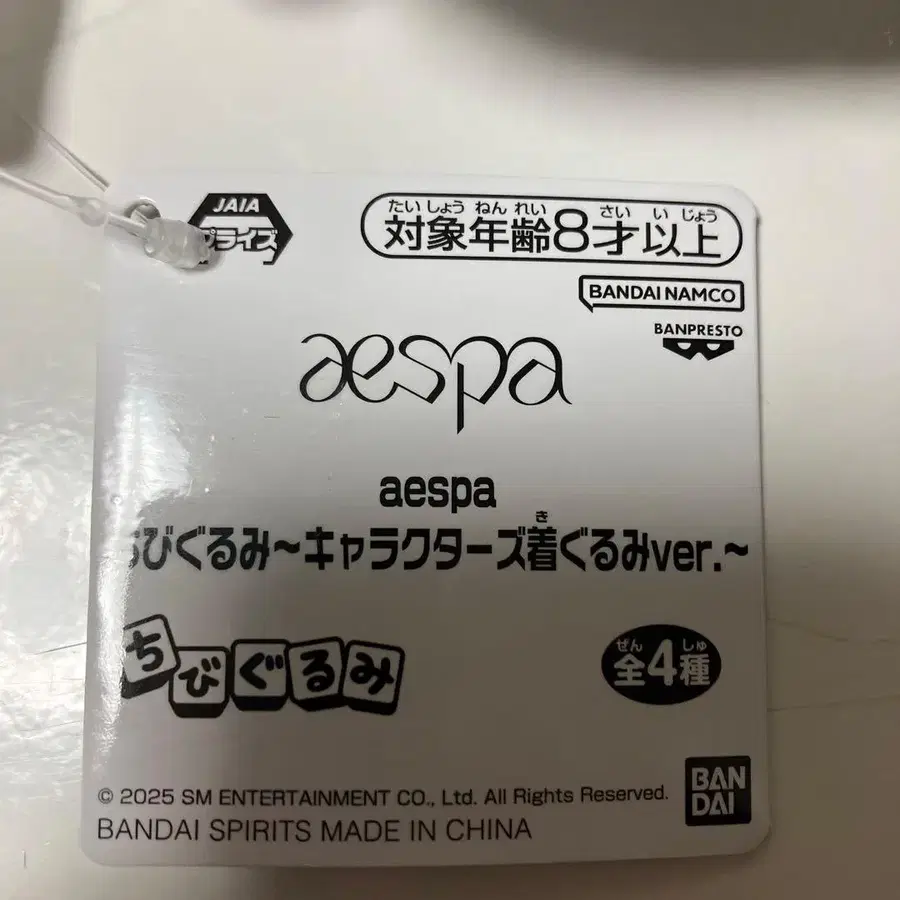 JAIA
プライズ
たいしょうねんれい さいいじょう
対象年齢8才以上
BANDAI NAMCO
BANPRESTO
aespa
aespa
き
ちびぐるみ～キャラクターズ着ぐるみver.～
ちびぐるみ
ぜん しゅ
全4種
© 2025 SM ENTERTAINMENT CO., Ltd. All Rights Reserved.
BANDAI SPIRITS MADE IN CHINA
BAN
DAI